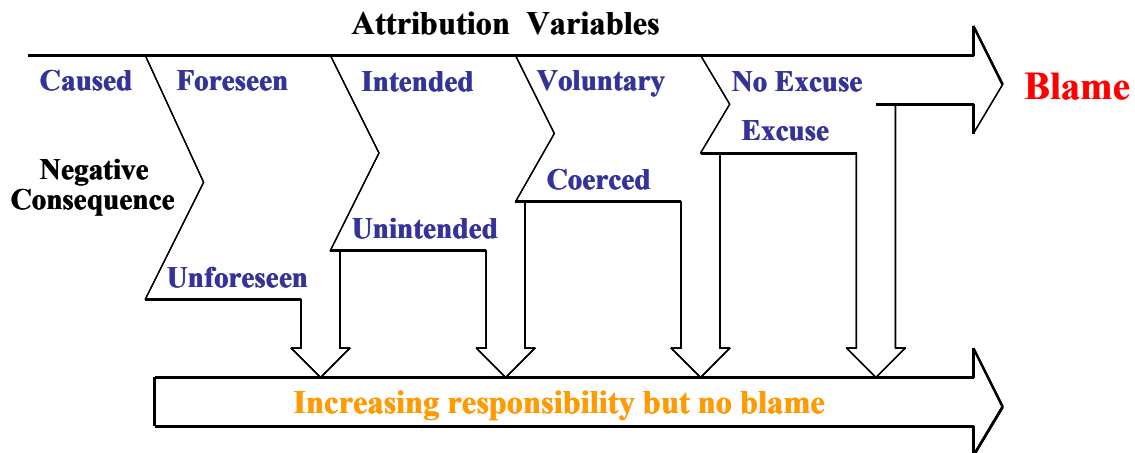 Attribution Variables
Caused
Foreseen
Intended
Voluntary
No Excuse
Blame
Excuse
Negative
Consequence
Coerced
Unintended
Unforeseen
Increasing responsibility but no blame